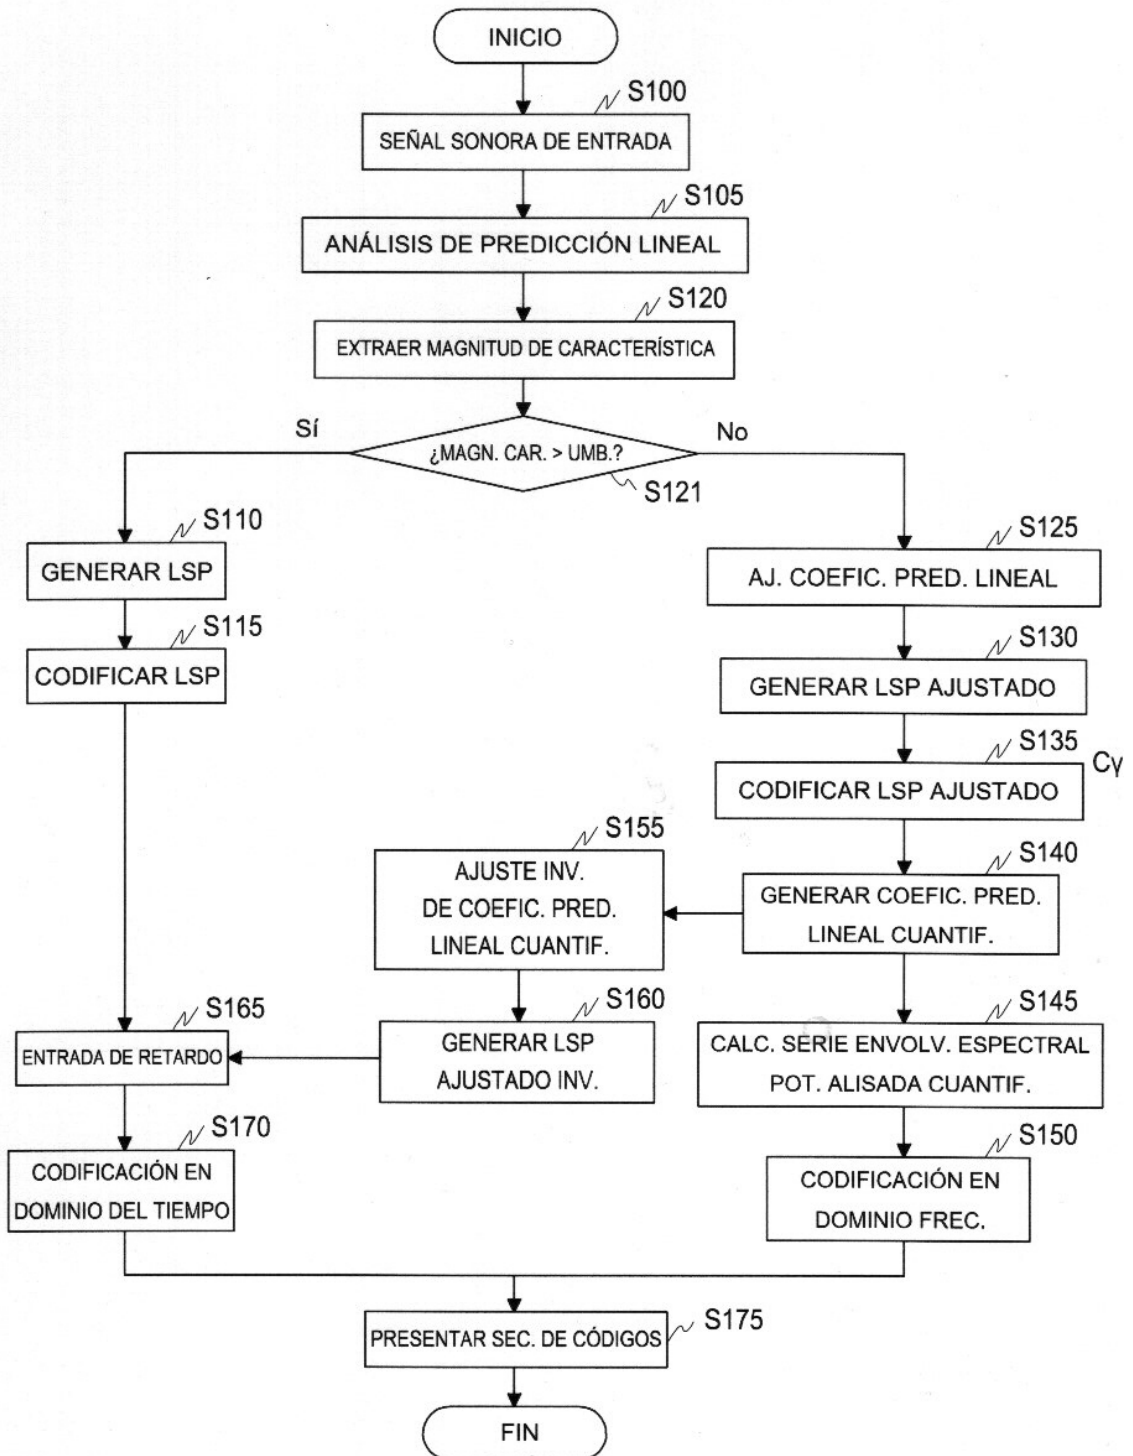 INICIO
S100
SEÑAL SONORA DE ENTRADA
S105
ANÁLISIS DE PREDICCIÓN LINEAL
S120
EXTRAER MAGNITUD DE CARACTERÍSTICA
Sí
¿MAGN. CAR. > UMB.?
No
S121
S110
GENERAR LSP
S115
CODIFICAR LSP
S125
AJ. COEFIC. PRED. LINEAL
S130
GENERAR LSP AJUSTADO
S135
Cγ
CODIFICAR LSP AJUSTADO
S140
GENERAR COEFIC. PRED.
LINEAL CUANTIF.
S155
AJUSTE INV.
DE COEFIC. PRED.
LINEAL CUANTIF.
S160
GENERAR LSP
AJUSTADO INV.
S145
CALC. SERIE ENVOLV. ESPECTRAL
POT. ALISADA CUANTIF.
S165
ENTRADA DE RETARDO
S170
CODIFICACIÓN EN
DOMINIO DEL TIEMPO
S150
CODIFICACIÓN EN
DOMINIO FREC.
S175
PRESENTAR SEC. DE CÓDIGOS
FIN